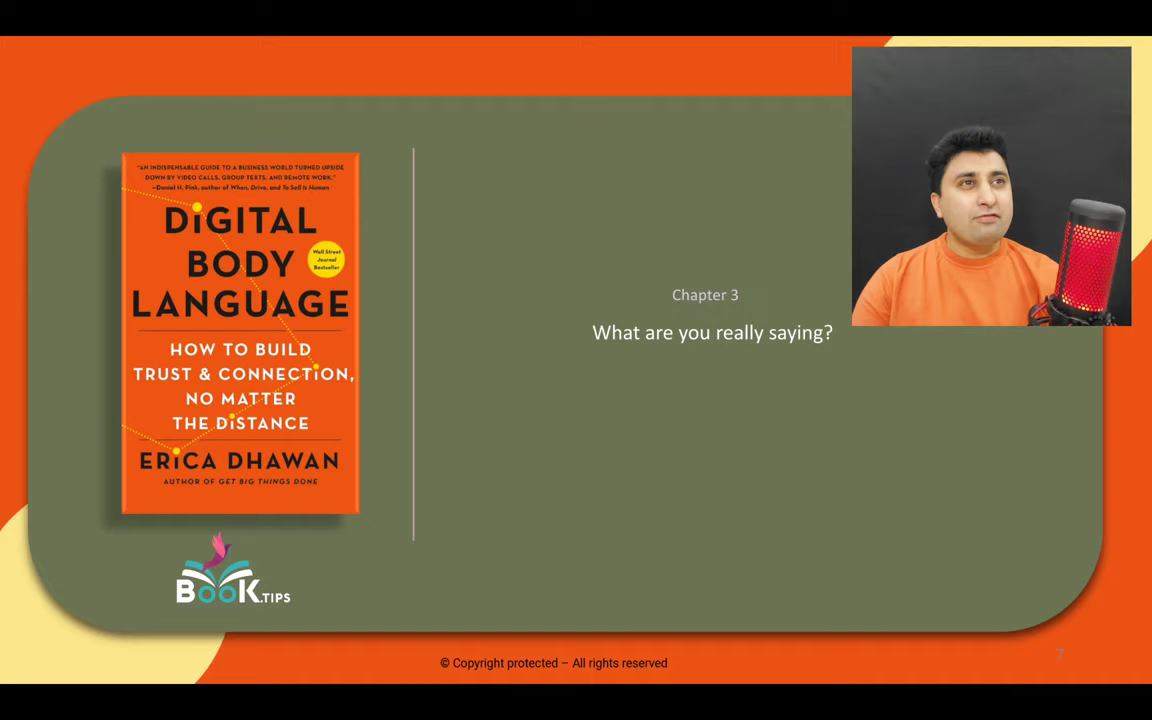 "AN INDISPENSABLE GUIDE TO A BUSINESS WORLD TURNED UPSIDE
DOWN BY VIDEO CALLS, GROUP TEXTS, AND REMOTE WORK."
—Daniel H. Pink, author of When, Drive, and To Sell Is Human
DiGITAL
BODY
LANGUAGE
Wall Street
Journal
Bestseller
HOW TO BUILD
TRUST & CONNECTiON,
NO MATTER
THE DiSTANCE
ERiCA DHAWAN
AUTHOR OF GET BIG THINGS DONE
BooK.TIPS
Chapter 3
What are you really saying?
© Copyright protected – All rights reserved
7